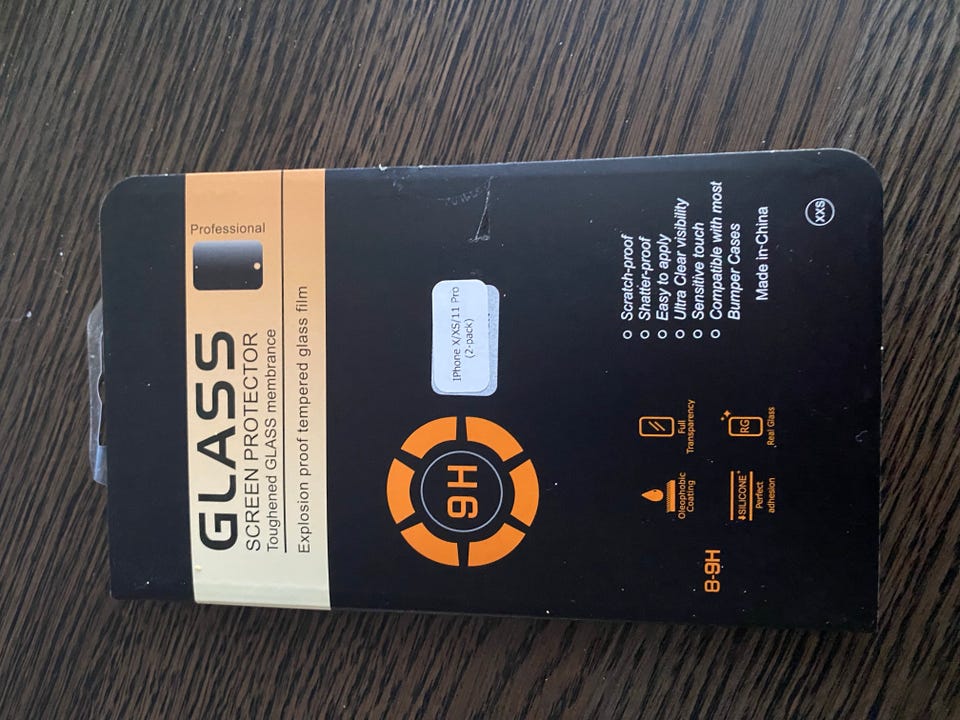 Professional
GLASS
SCREEN PROTECTOR
Toughened GLASS membrance
Explosion proof tempered glass film
9H
IPhone X/XS/11 Pro
(2-pack)
Scratch-proof
Shatter-proof
Easy to apply
Ultra Clear visibility
Sensitive touch
Compatible with most
Bumper Cases
Made in·China
XXS
Oleophobic
Coating
Full
Transparency
SILICONE
Perfect
adhesion
RG
Real Glass
8-9H